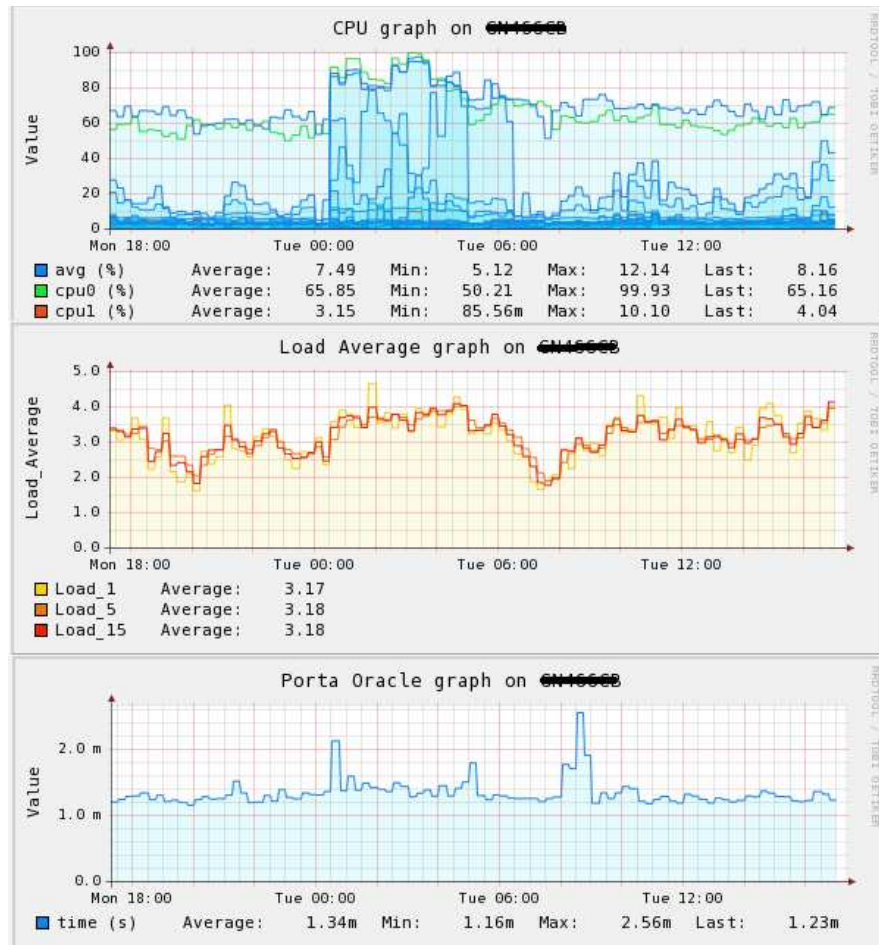 CPU graph on
100
80
60
40
20
0
Value
Mon 18:00 Tue 00:00 Tue 06:00 Tue 12:00
avg (%) Average: 7.49 Min: 5.12 Max: 12.14 Last: 8.16
cpu0 (%) Average: 65.85 Min: 50.21 Max: 99.93 Last: 65.16
cpu1 (%) Average: 3.15 Min: 85.56m Max: 10.10 Last: 4.04
RRDTOOL / TOBI OETIKER
Load Average graph on
5.0
4.0
3.0
2.0
1.0
0.0
Load_Average
Mon 18:00 Tue 00:00 Tue 06:00 Tue 12:00
Load_1 Average: 3.17
Load_5 Average: 3.18
Load_15 Average: 3.18
RRDTOOL / TOBI OETIKER
Porta Oracle graph on
2.0 m
1.0 m
0.0
Value
Mon 18:00 Tue 00:00 Tue 06:00 Tue 12:00
time (s) Average: 1.34m Min: 1.16m Max: 2.56m Last: 1.23m
RRDTOOL / TOBI OETIKER